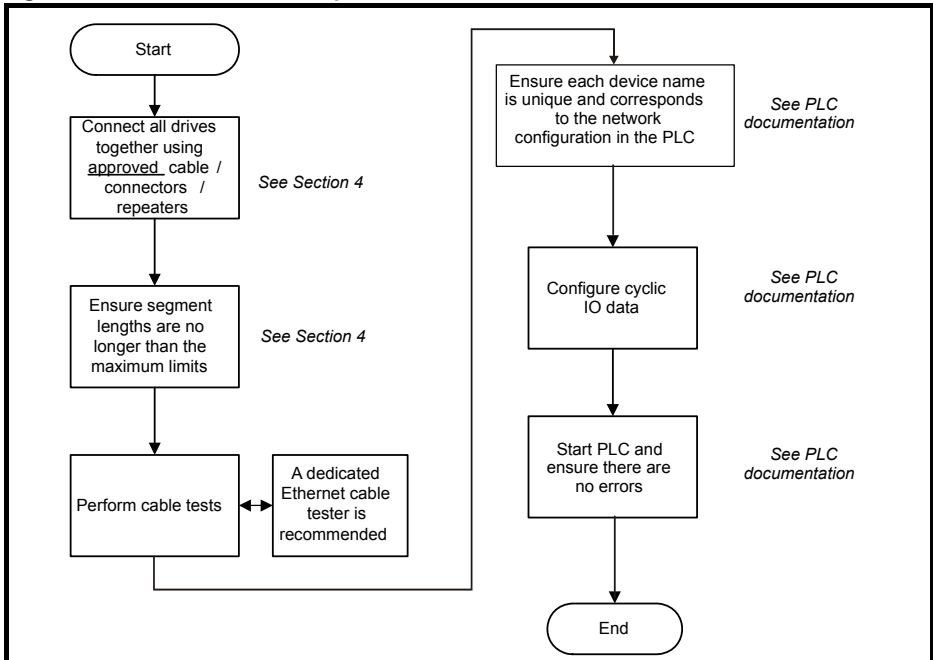 Start
Connect all drives
together using
approved cable /
connectors /
repeaters
See Section 4
Ensure segment
lengths are no
longer than the
maximum limits
See Section 4
Perform cable tests
A dedicated
Ethernet cable
tester is
recommended
Ensure each device name
is unique and corresponds
to the network
configuration in the PLC
See PLC
documentation
Configure cyclic
IO data
See PLC
documentation
Start PLC and
ensure there are
no errors
See PLC
documentation
End